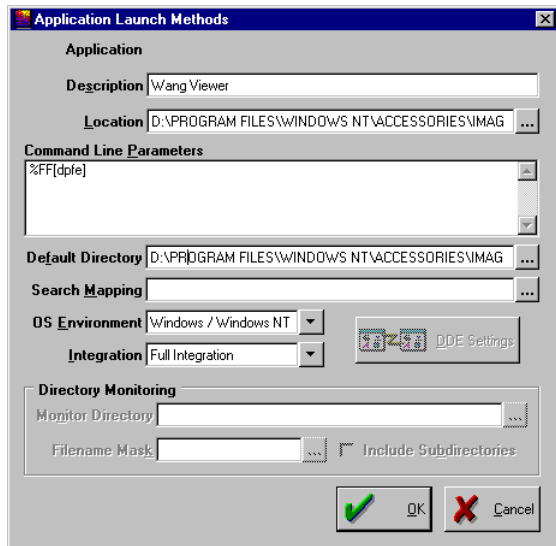 Application Launch Methods
Application
Description Wang Viewer
Location D:\PROGRAM FILES\WINDOWS NT\ACCESSORIES\IMAG ...
Command Line Parameters
%FF[dpfe]
Default Directory D:\PROGRAM FILES\WINDOWS NT\ACCESSORIES\IMAG ...
Search Mapping ...
OS Environment Windows / Windows NT
DDE Settings
Integration Full Integration
Directory Monitoring
Monitor Directory ...
Filename Mask ... Include Subdirectories
OK Cancel